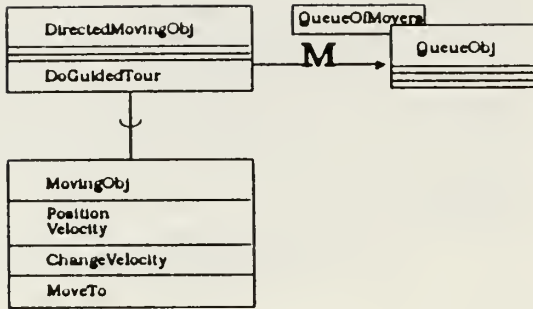 DirectedMovingObj
DoGuidedTour
QueueOfMovers
M
QueueObj
MovingObj
Position
Velocity
ChangeVelocity
MoveTo